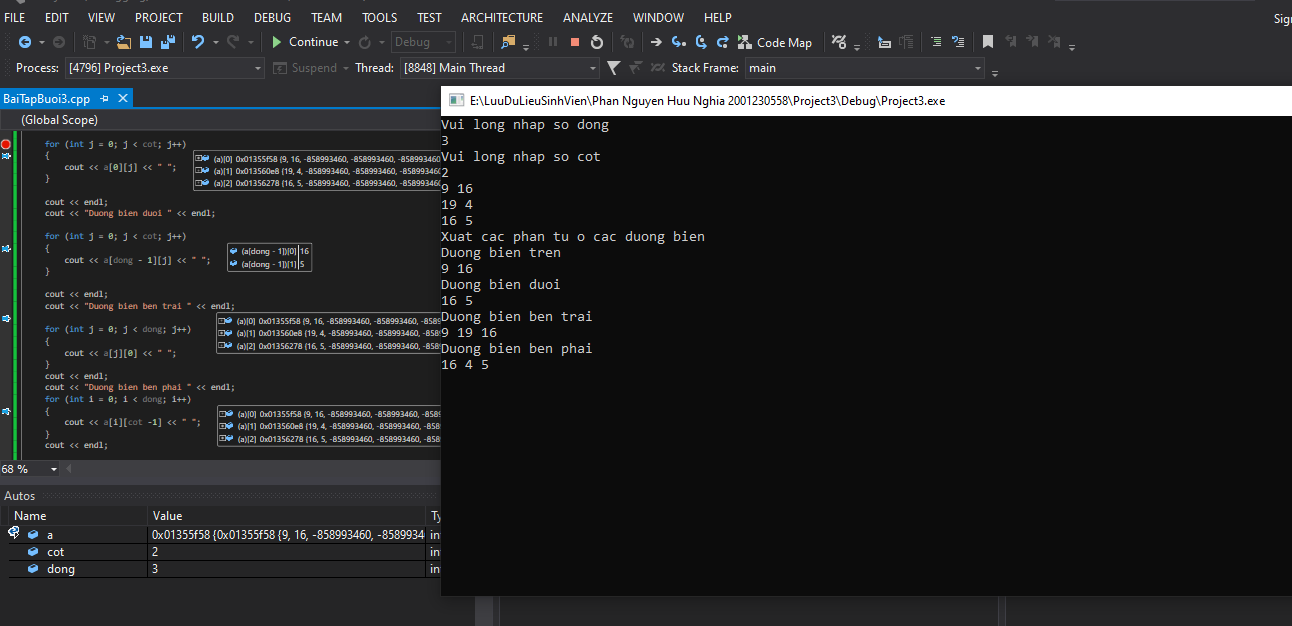 FILE EDIT VIEW PROJECT BUILD DEBUG TEAM TOOLS TEST ARCHITECTURE ANALYZE WINDOW HELP
Continue Debug Code Map
Process: [4796] Project3.exe Suspend Thread: [8848] Main Thread Stack Frame: main
BaiTapBuoi3.cpp
(Global Scope)
for (int j = 0; j < cot; j++)
{
cout << a[0][j] << " ";
}
(a)[0] 0x01355f58 {9, 16, -858993460, -858993460, -858993460
(a)[1] 0x013560e8 {19, 4, -858993460, -858993460, -858993460
(a)[2] 0x01356278 {16, 5, -858993460, -858993460, -858993460
cout << endl;
cout << "Duong bien duoi " << endl;
for (int j = 0; j < cot; j++)
{
cout << a[dong - 1][j] << " ";
}
(a[dong - 1])[0] 16
(a[dong - 1])[1] 5
cout << endl;
cout << "Duong bien ben trai " << endl;
for (int j = 0; j < dong; j++)
{
cout << a[j][0] << " ";
}
(a)[0] 0x01355f58 {9, 16, -858993460, -858993460, -858
(a)[1] 0x013560e8 {19, 4, -858993460, -858993460, -858
(a)[2] 0x01356278 {16, 5, -858993460, -858993460, -858
cout << endl;
cout << "Duong bien ben phai " << endl;
for (int i = 0; i < dong; i++)
{
cout << a[i][cot -1] << " ";
}
cout << endl;
(a)[0] 0x01355f58 {9, 16, -858993460, -858993460, -858
(a)[1] 0x013560e8 {19, 4, -858993460, -858993460, -858
(a)[2] 0x01356278 {16, 5, -858993460, -858993460, -858
68 %
Autos
Name Value
a 0x01355f58 {0x01355f58 {9, 16, -858993460, -8589934 in
cot 2 in
dong 3 in
E:\LuuDuLieuSinhVien\Phan Nguyen Huu Nghia 2001230558\Project3\Debug\Project3.exe
Vui long nhap so dong
3
Vui long nhap so cot
2
9 16
19 4
16 5
Xuat cac phan tu o cac duong bien
Duong bien tren
9 16
Duong bien duoi
16 5
Duong bien ben trai
9 19 16
Duong bien ben phai
16 4 5